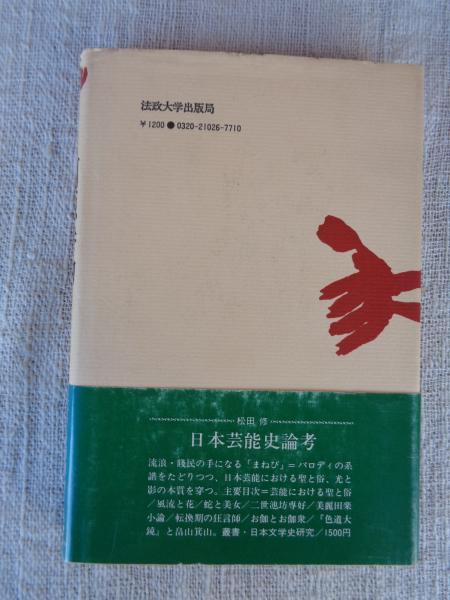 法政大学出版局
¥1200●0320-21026-7710
松田 修
日本芸能史論考
流浪・賤民の手になる「まねび」＝パロディの系
譜をたどりつつ、日本芸能における聖と俗、光と
影の本質を穿つ。主要目次＝芸能における聖と俗
／風流と花／蛇と美女／二世池坊専好／美麗田楽
小論／転換期の狂言師／お伽とお伽衆／『色道大
鏡』と畠山箕山。叢書・日本文学史研究／1500円